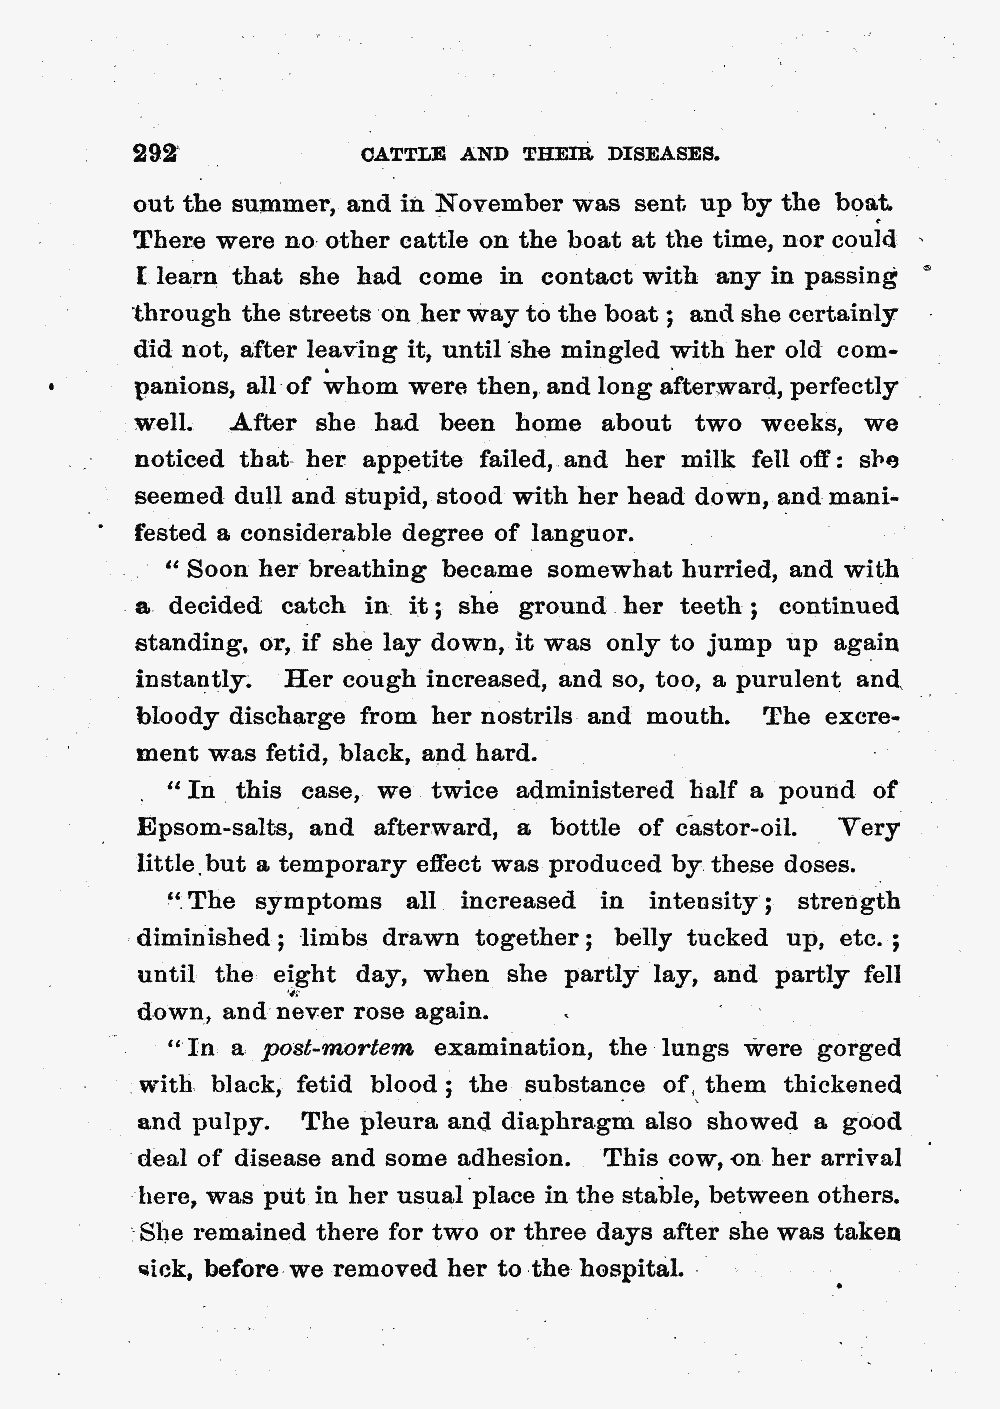 292 CATTLE AND THEIR DISEASES.
out the summer, and in November was sent up by the boat.
There were no other cattle on the boat at the time, nor could
I learn that she had come in contact with any in passing
through the streets on her way to the boat ; and she certainly
did not, after leaving it, until she mingled with her old com-
panions, all of whom were then, and long afterward, perfectly
well. After she had been home about two weeks, we
noticed that her appetite failed, and her milk fell off : she
seemed dull and stupid, stood with her head down, and mani-
fested a considerable degree of languor.
“ Soon her breathing became somewhat hurried, and with
a decided catch in it ; she ground her teeth ; continued
standing, or, if she lay down, it was only to jump up again
instantly. Her cough increased, and so, too, a purulent and
bloody discharge from her nostrils and mouth. The excre-
ment was fetid, black, and hard.
“ In this case, we twice administered half a pound of
Epsom-salts, and afterward, a bottle of castor-oil. Very
little but a temporary effect was produced by these doses.
“ The symptoms all increased in intensity ; strength
diminished ; limbs drawn together ; belly tucked up, etc. ;
until the eight day, when she partly lay, and partly fell
down, and never rose again.
“ In a post-mortem examination, the lungs were gorged
with black, fetid blood ; the substance of them thickened
and pulpy. The pleura and diaphragm also showed a good
deal of disease and some adhesion. This cow, on her arrival
here, was put in her usual place in the stable, between others.
She remained there for two or three days after she was taken
sick, before we removed her to the hospital.